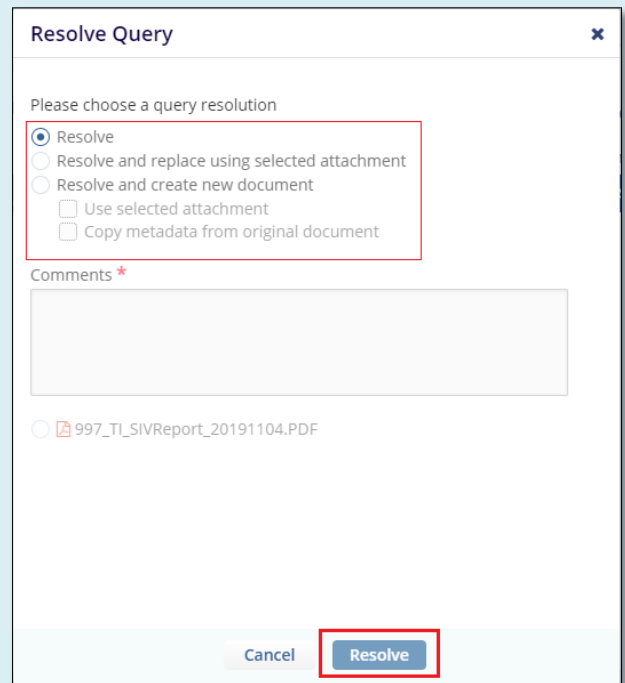 Resolve Query
Please choose a query resolution
Resolve
Resolve and replace using selected attachment
Resolve and create new document
Use selected attachment
Copy metadata from original document
Comments *
997_TI_SIVReport_20191104.PDF
Cancel Resolve